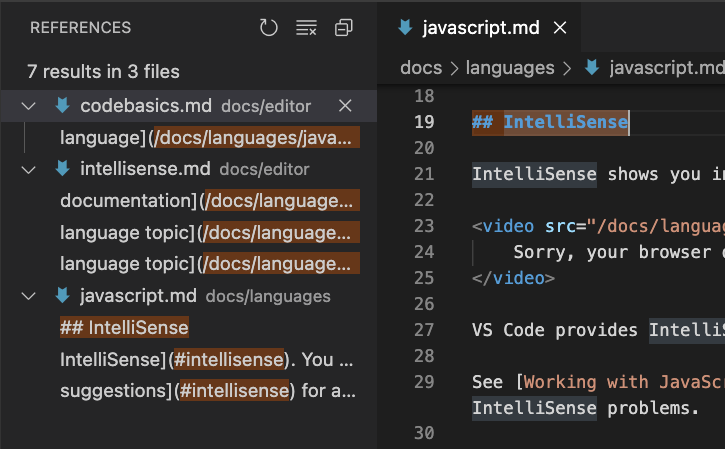 REFERENCES
7 results in 3 files
codebasics.md docs/editor
language](/docs/languages/java...
intellisense.md docs/editor
documentation](/docs/language...
language topic](/docs/language...
language topic](/docs/language...
javascript.md docs/languages
## IntelliSense
IntelliSense](#intellisense). You ...
suggestions](#intellisense) for a...
javascript.md
docs > languages > javascript.md
18
19 ## IntelliSense
20
21 IntelliSense shows you
22
23 <video src="/docs/langua
24 Sorry, your browser
25 </video>
26
27 VS Code provides Intelli
28
29 See [Working with JavaScr
IntelliSense problems.
30